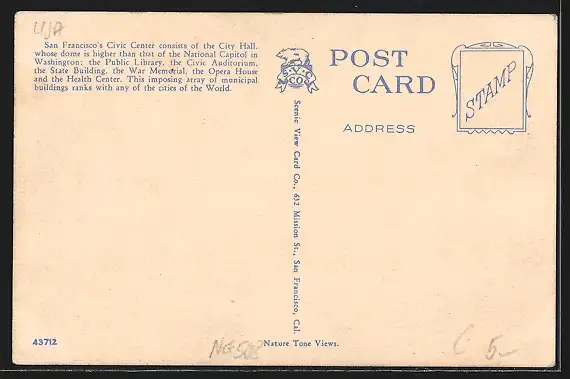 USA
San Francisco's Civic Center consists of the City Hall,
whose dome is higher than that of the National Capitol in
Washington; the Public Library, the Civic Auditorium,
the State Building, the War Memorial, the Opera House
and the Health Center. This imposing array of municipal
buildings ranks with any of the cities of the World.
S.V.C.
CO.
POST
CARD
STAMP
ADDRESS
Scenic View Card Co., 632 Mission St., San Francisco, Cal.
43712
NG508
Nature Tone Views.
5.-